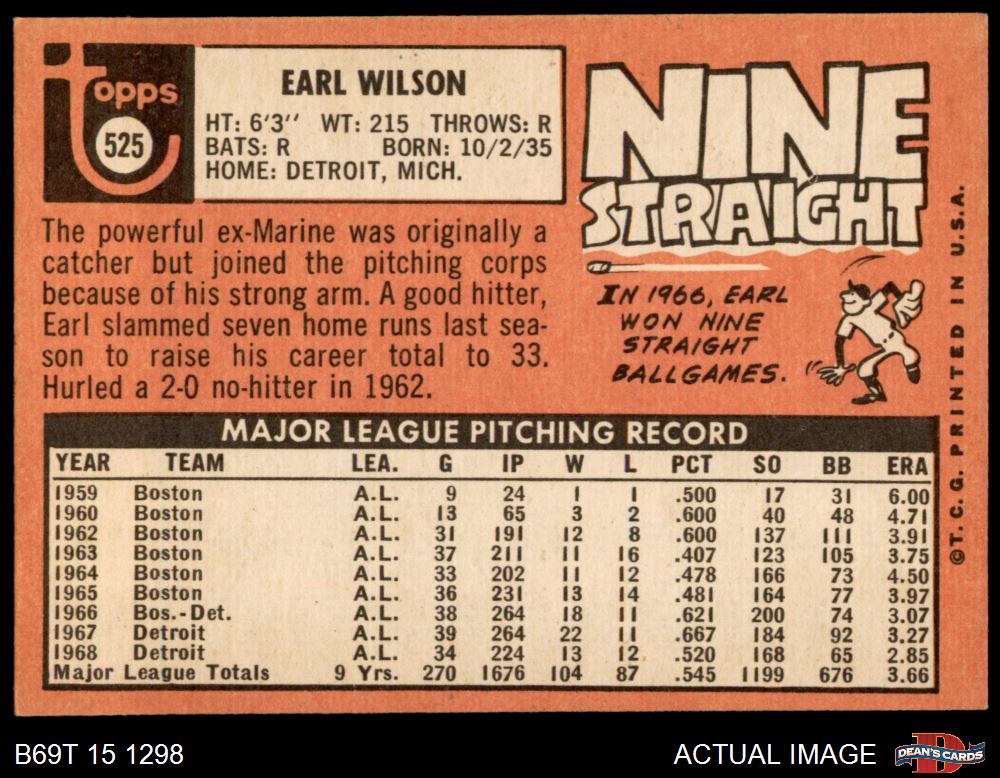 topps
525
EARL WILSON
HT: 6'3" WT: 215 THROWS: R
BATS: R BORN: 10/2/35
HOME: DETROIT, MICH.
The powerful ex-Marine was originally a
catcher but joined the pitching corps
because of his strong arm. A good hitter,
Earl slammed seven home runs last sea-
son to raise his career total to 33.
Hurled a 2-0 no-hitter in 1962.
NINE
STRAIGHT
IN 1966, EARL
WON NINE
STRAIGHT
BALLGAMES.
©T. C. G. PRINTED IN U.S.A.
MAJOR LEAGUE PITCHING RECORD
YEAR TEAM LEA. G IP W L PCT SO BB ERA
1959 Boston A.L. 9 24 1 1 .500 17 31 6.00
1960 Boston A.L. 13 65 3 2 .600 40 48 4.71
1962 Boston A.L. 31 191 12 8 .600 137 111 3.91
1963 Boston A.L. 37 211 11 16 .407 123 105 3.75
1964 Boston A.L. 33 202 11 12 .478 166 73 4.50
1965 Boston A.L. 36 231 13 14 .481 164 77 3.97
1966 Bos.-Det. A.L. 38 264 18 11 .621 200 74 3.07
1967 Detroit A.L. 39 264 22 11 .667 184 92 3.27
1968 Detroit A.L. 34 224 13 12 .520 168 65 2.85
Major League Totals 9 Yrs. 270 1676 104 87 .545 1199 676 3.66
B69T 15 1298
ACTUAL IMAGE
DEAN'S CARDS